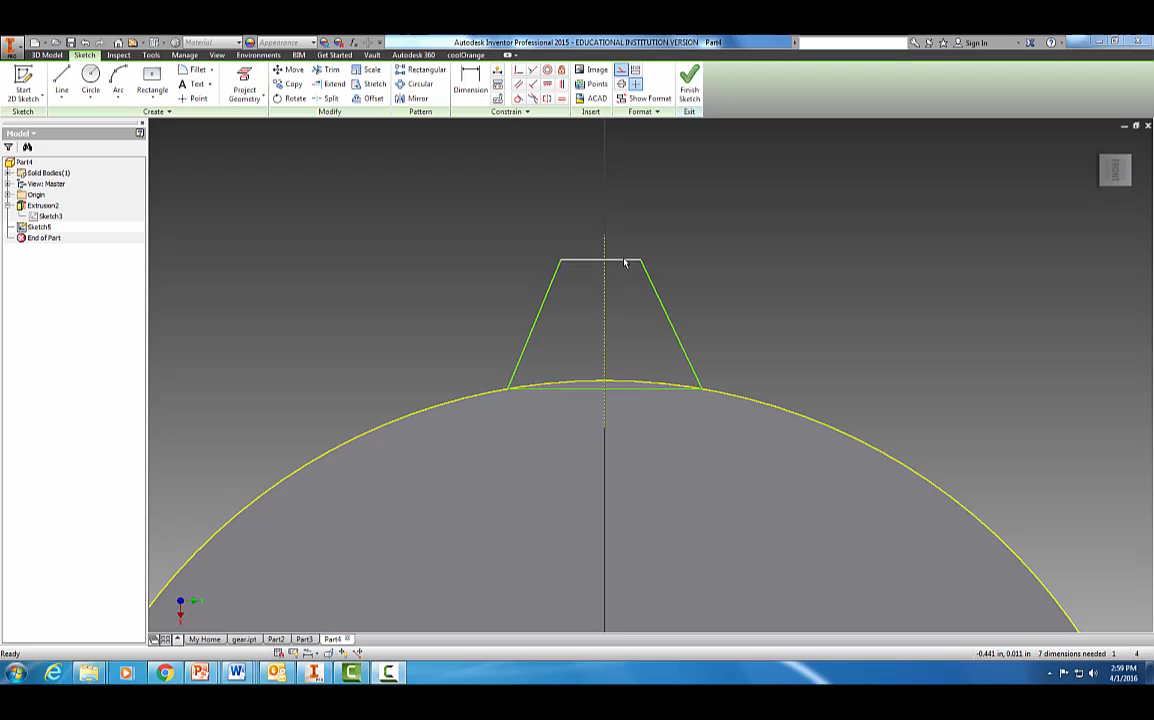 Material
Appearance
Autodesk Inventor Professional 2015 - EDUCATIONAL INSTITUTION VERSION Part4
Sign In
3D Model Sketch Inspect Tools Manage View Environments BIM Get Started Vault Autodesk 360 coolOrange
Start
2D Sketch
Line
Circle
Arc
Rectangle
Fillet
Text
Point
Project
Geometry
Move
Copy
Rotate
Trim
Extend
Split
Scale
Stretch
Offset
Rectangular
Circular
Mirror
Dimension
Image
Points
ACAD
Show Format
Finish
Sketch
Sketch Create Modify Pattern Constrain Insert Format Exit
Model
Part4
Solid Bodies(1)
View: Master
Origin
Extrusion2
Sketch3
Sketch5
End of Part
FRONT
My Home gear.ipt Part2 Part3 Part4
Ready
-0.441 in, 0.011 in 7 dimensions needed 1 4
2:59 PM
4/1/2016